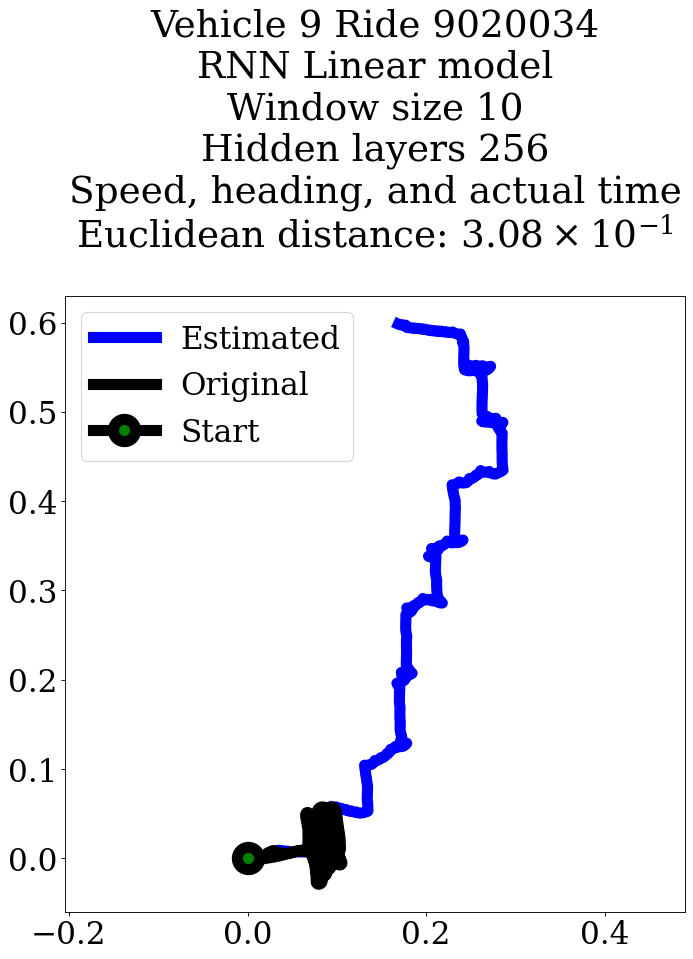 Vehicle 9 Ride 9020034
RNN Linear model
Window size 10
Hidden layers 256
Speed, heading, and actual time
Euclidean distance: 3.08 × 10⁻¹
Estimated
Original
Start
0.6
0.5
0.4
0.3
0.2
0.1
0.0
−0.2 0.0 0.2 0.4